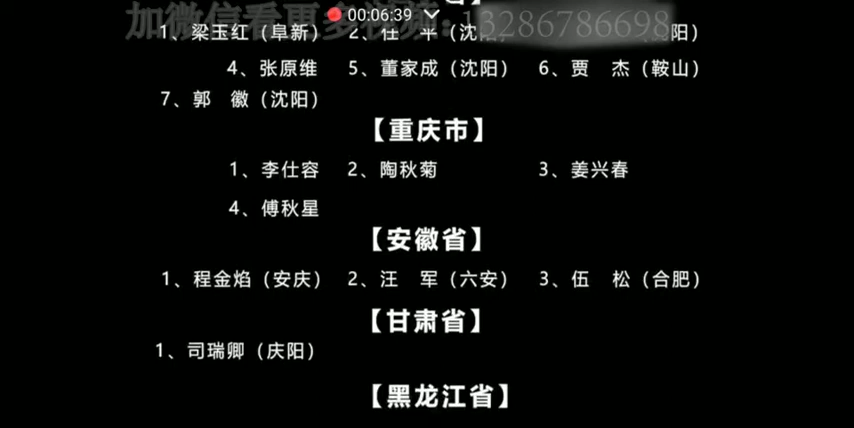 加微信看更多视频:13286786698
00:06:39
1、梁玉红（阜新） 2、任 平（沈阳） 阳）
4、张原维 5、董家成（沈阳） 6、贾 杰（鞍山）
7、郭 徽（沈阳）
【重庆市】
1、李仕容 2、陶秋菊 3、姜兴春
4、傅秋星
【安徽省】
1、程金焰（安庆） 2、汪 军（六安） 3、伍 松（合肥）
【甘肃省】
1、司瑞卿（庆阳）
【黑龙江省】